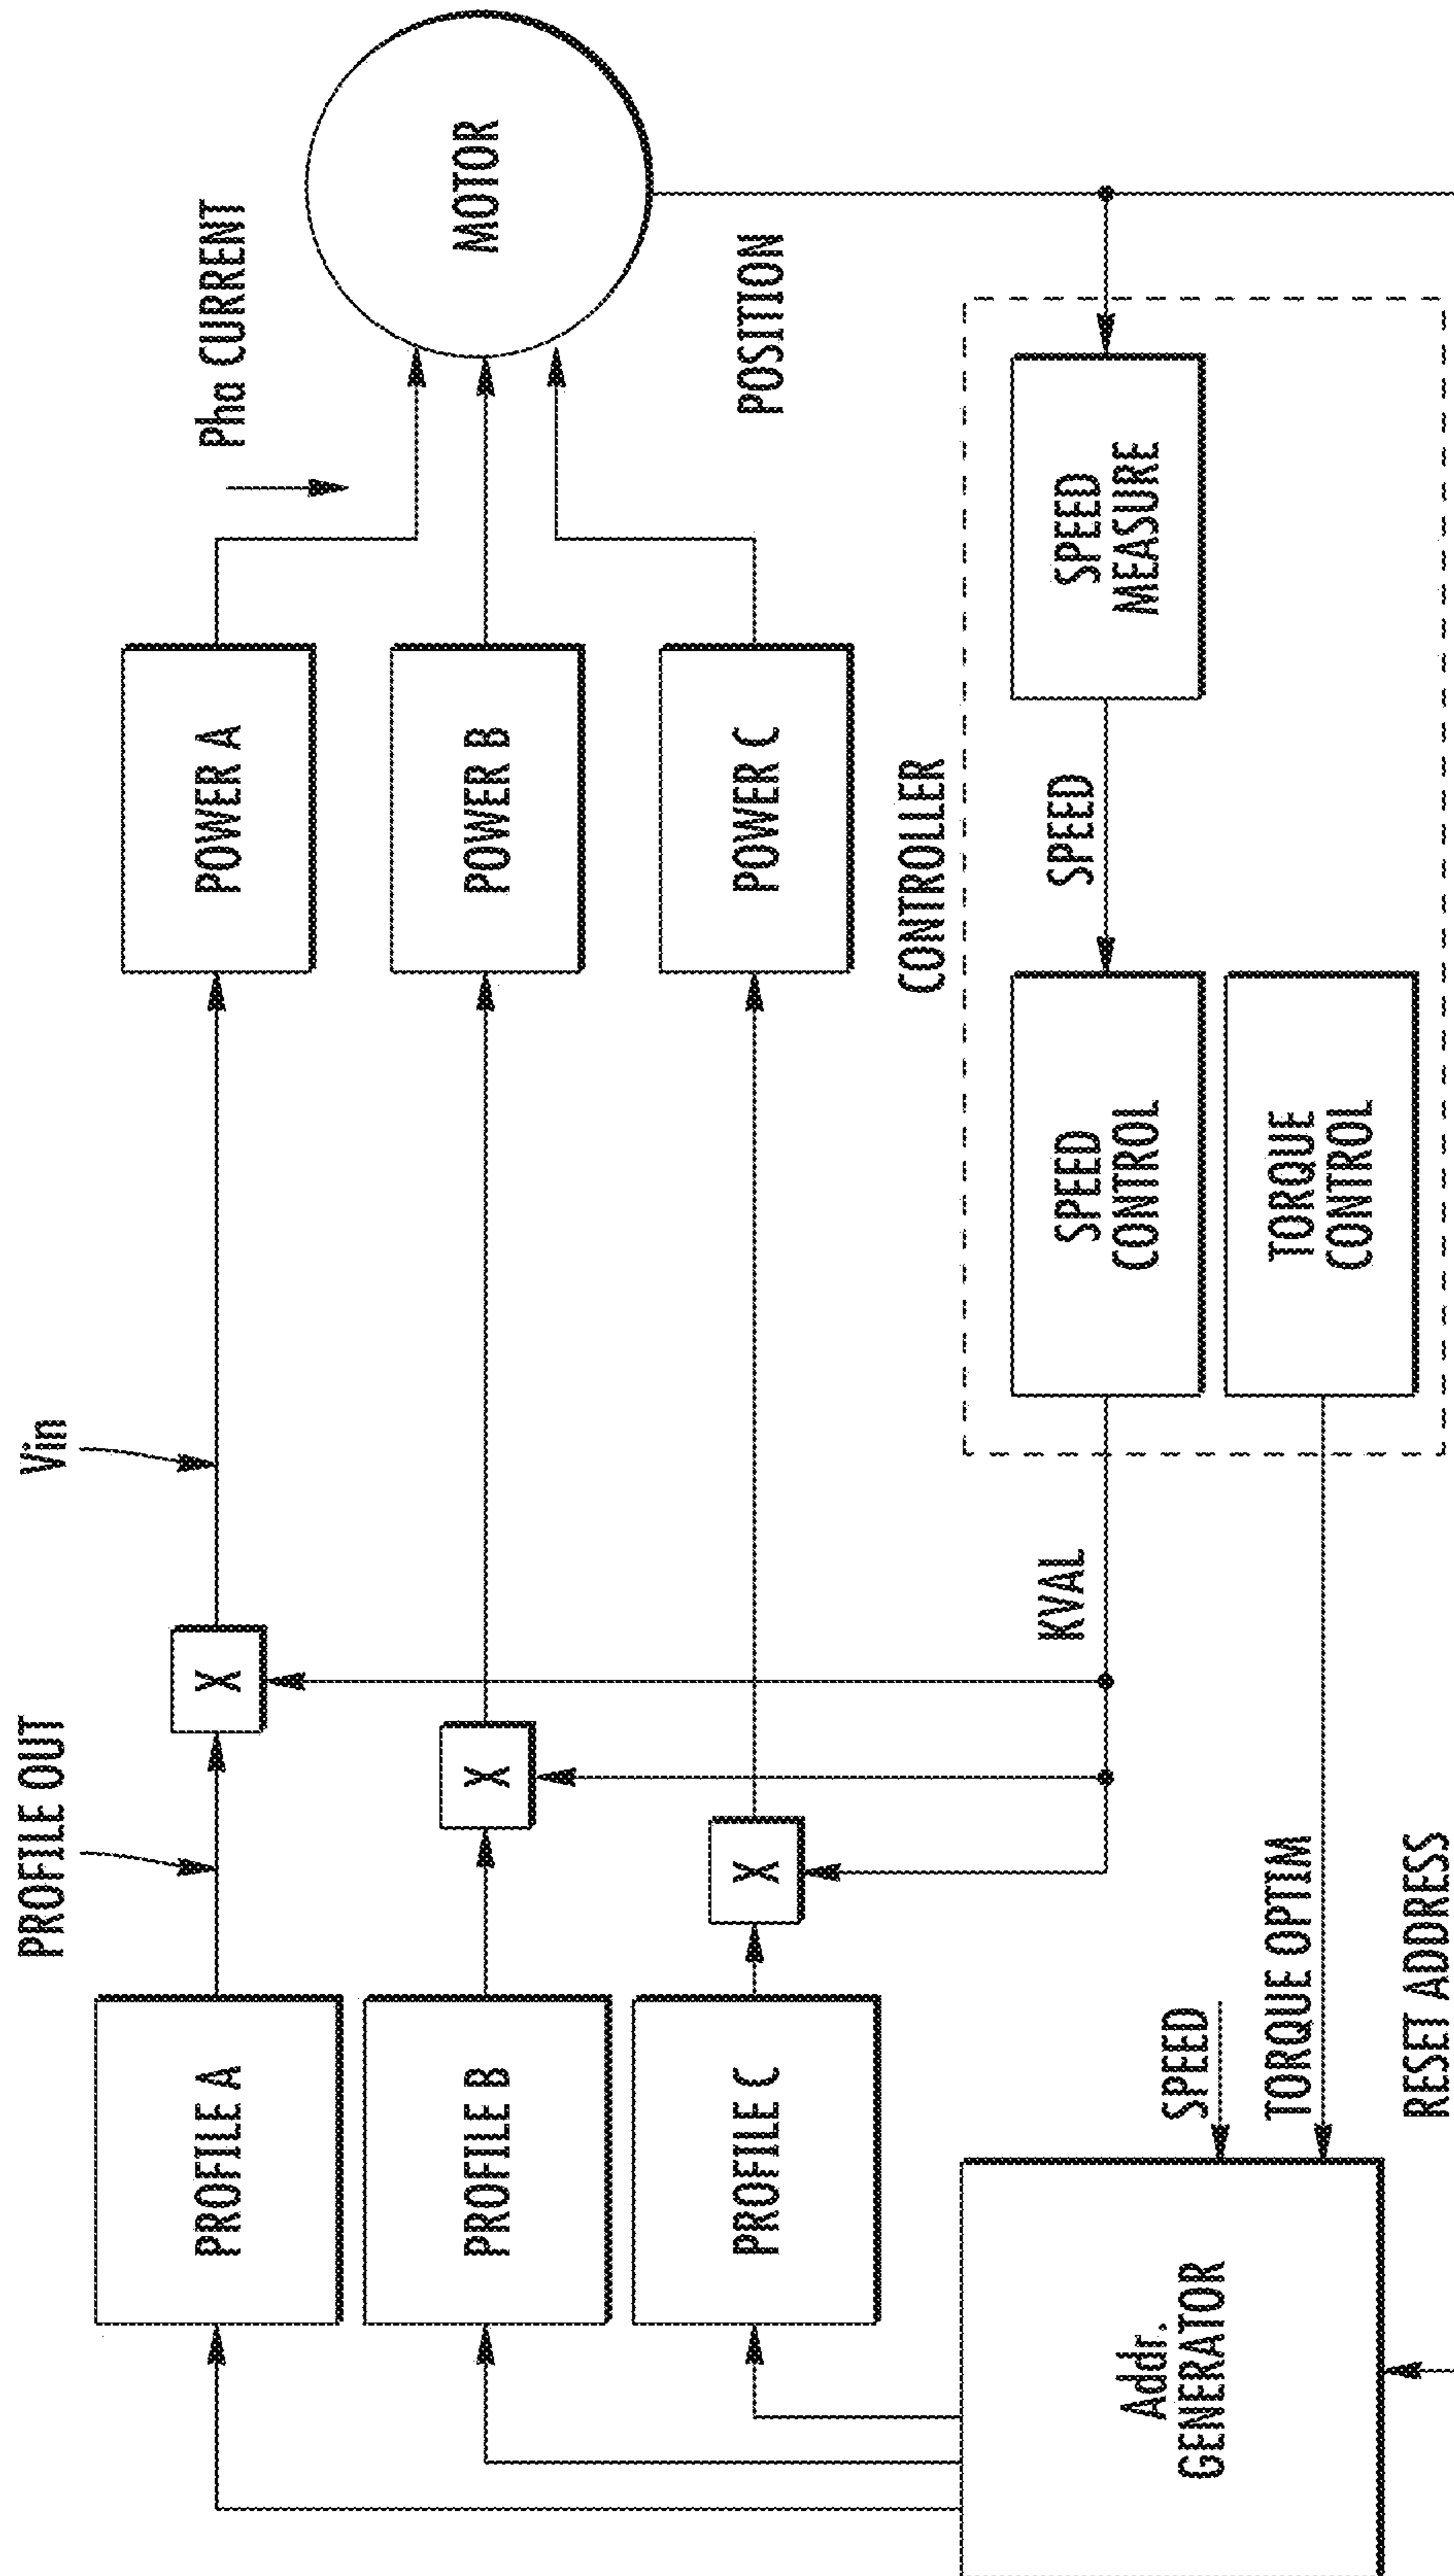 PROFILE OUT
Vin
Pha CURRENT
PROFILE A
X
POWER A
PROFILE B
X
POWER B
MOTOR
PROFILE C
X
POWER C
POSITION
CONTROLLER
KVAL
SPEED
CONTROL
SPEED
SPEED
MEASURE
Addr.
GENERATOR
SPEED
TORQUE OPTIM
TORQUE
CONTROL
RESET ADDRESS